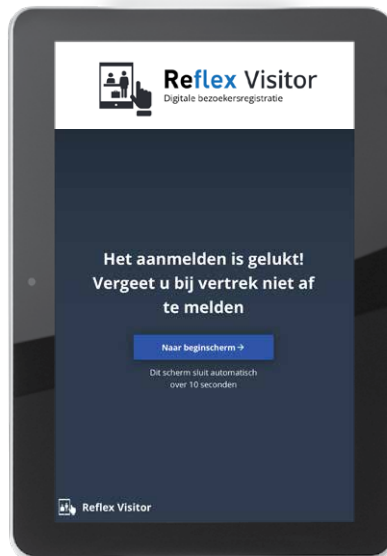 Reflex Visitor
Digitale bezoekersregistratie
Het aanmelden is gelukt!
Vergeet u bij vertrek niet af
te melden
Naar beginscherm →
Dit scherm sluit automatisch
over 10 seconden
Reflex Visitor